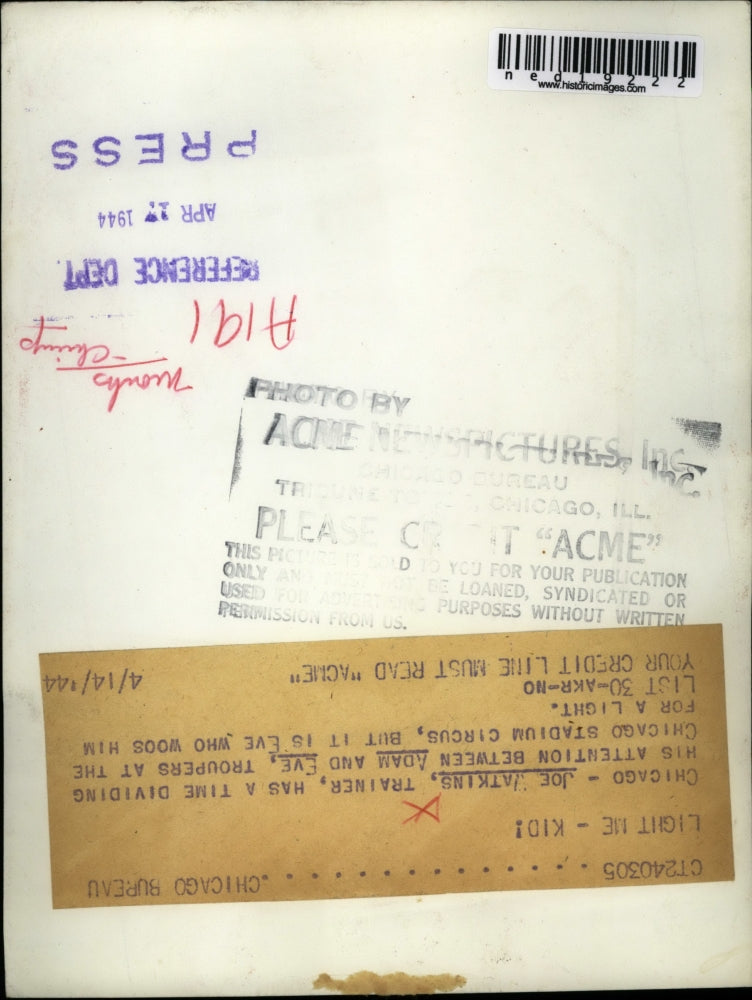 ned19222
www.historicimages.com
PRESS
APR 17 1944
REFERENCE DEPT.
A191
Monks
-Chimp
PHOTO BY
ACME NEWSPICTURES, Inc.
CHICAGO BUREAU
TRIBUNE CHICAGO, ILL.
PLEASE CREDIT "ACME"
THIS PICTURE IS SOLD TO YOU FOR YOUR PUBLICATION
ONLY AND MUST NOT BE LOANED, SYNDICATED OR
USED FOR ADVERTISING PURPOSES WITHOUT WRITTEN
PERMISSION FROM US.
CT240305 . . . . . . . . . . . . . . . .CHICAGO BUREAU
LIGHT ME - KID!
CHICAGO - JOE WATKINS, TRAINER, HAS A TIME DIVIDING
HIS ATTENTION BETWEEN ADAM AND EVE, TROUPERS AT THE
CHICAGO STADIUM CIRCUS, BUT IT IS EVE WHO WOOS HIM
FOR A LIGHT.
LIST 30-AKR-NO
YOUR CREDIT LINE MUST READ "ACME" 4/14/'44